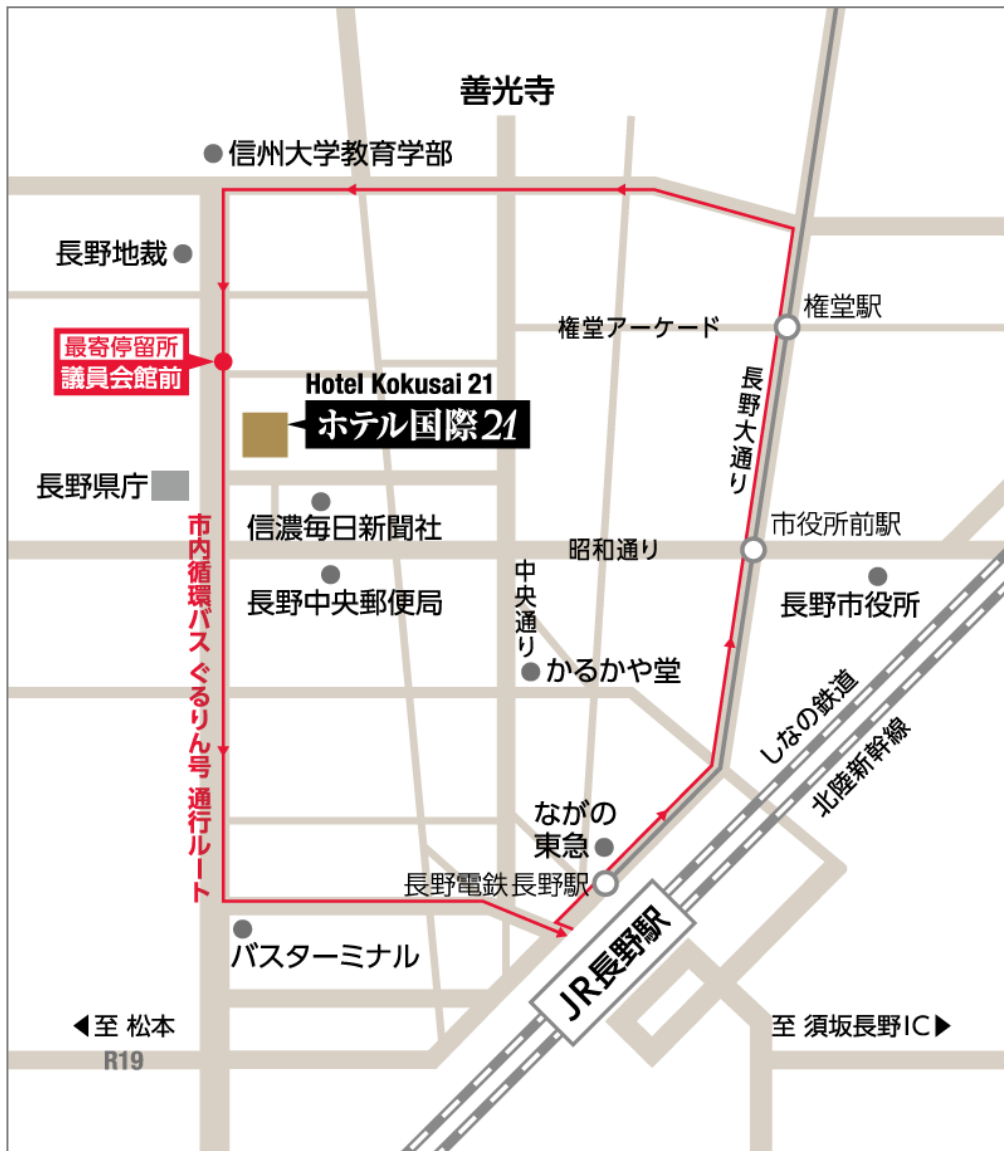 善光寺
信州大学教育学部
長野地裁
権堂駅
権堂アーケード
最寄停留所
議員会館前
Hotel Kokusai 21
ホテル国際21
長野大通り
長野県庁
信濃毎日新聞社
市役所前駅
昭和通り
長野中央郵便局
中央通り
長野市役所
市内循環バス ぐるりん号 通行ルート
かるかや堂
しなの鉄道
北陸新幹線
ながの
東急
長野電鉄長野駅
JR長野駅
バスターミナル
◀至 松本
R19
至 須坂長野IC▶